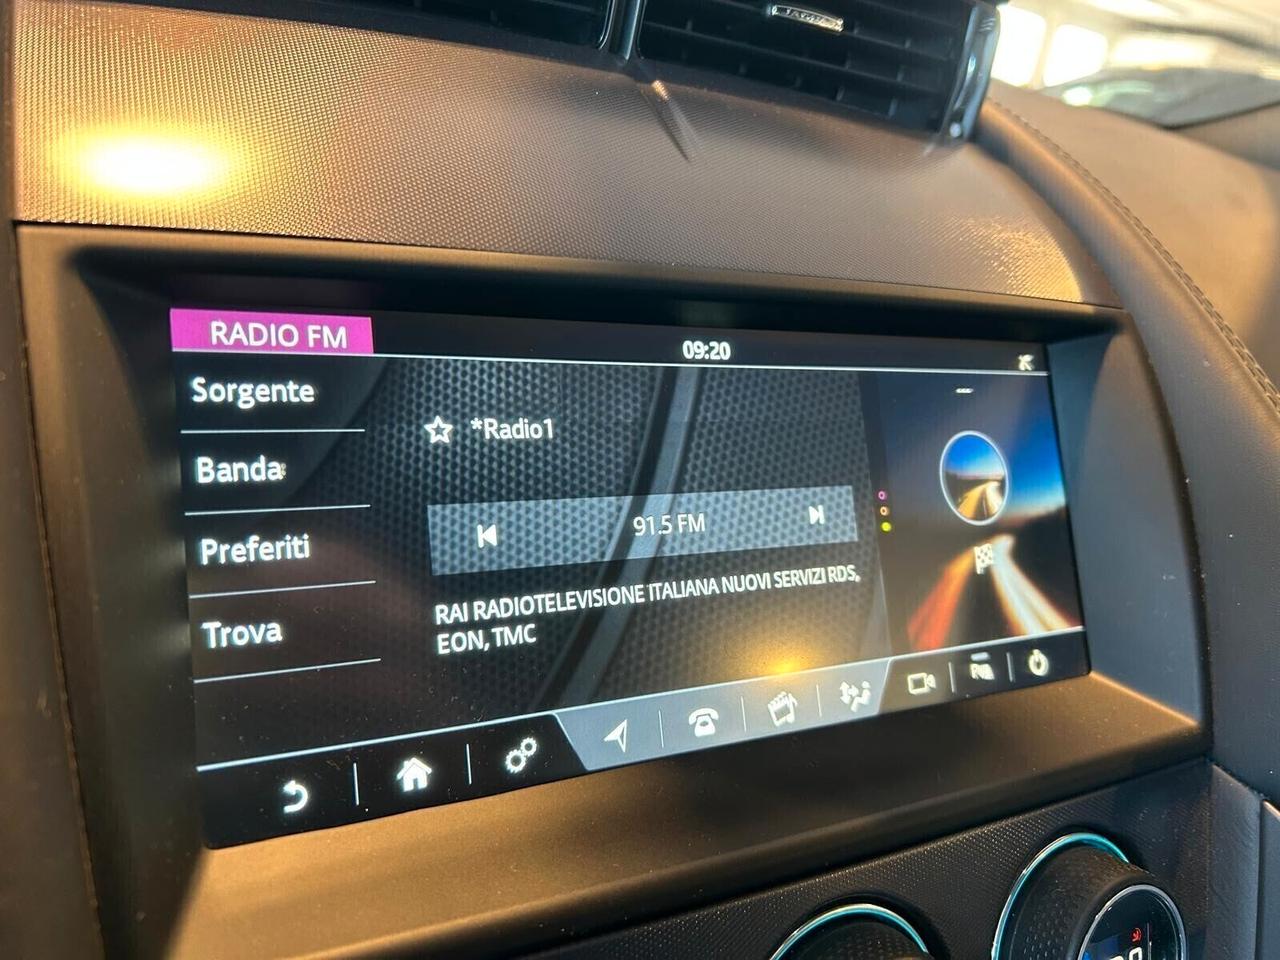 JAGUAR
RADIO FM
09:20
Sorgente
Banda
Preferiti
Trova
*Radio1
91.5 FM
RAI RADIOTELEVISIONE ITALIANA NUOVI SERVIZI RDS,
EON, TMC